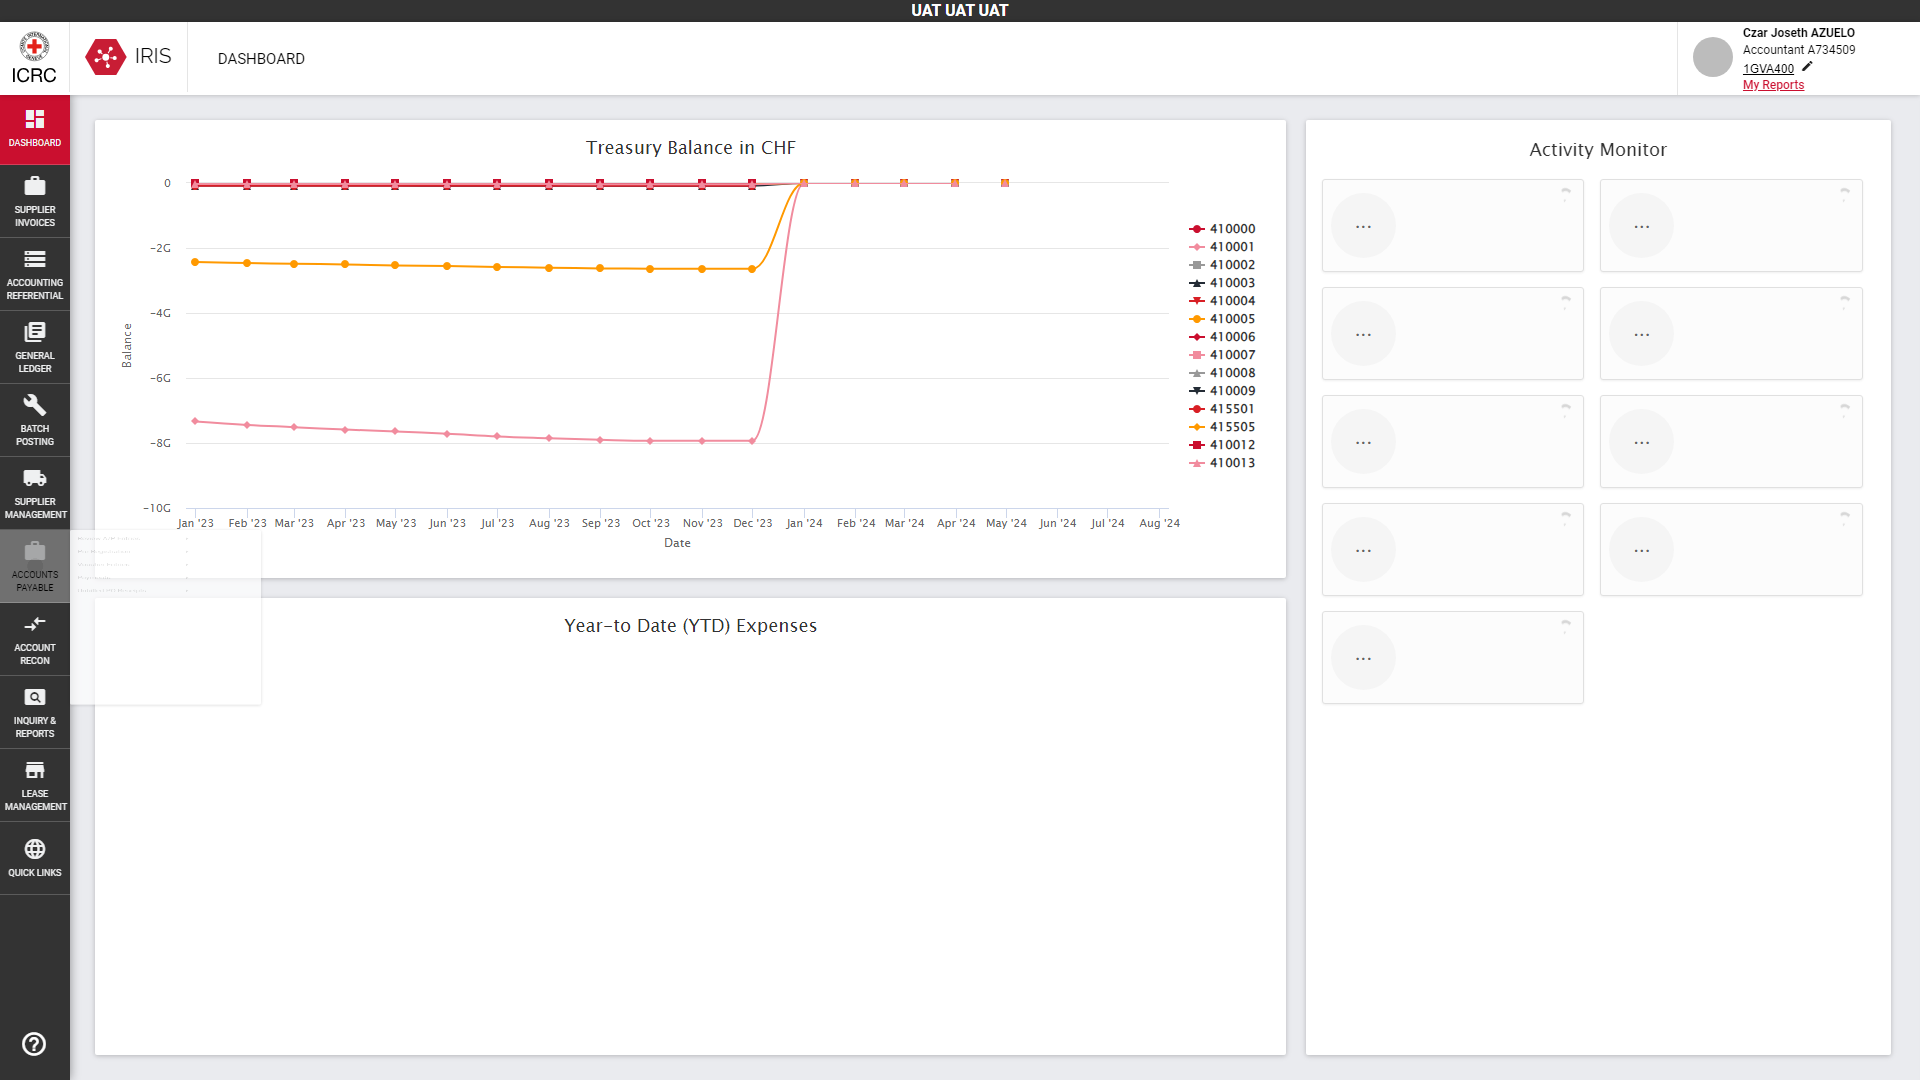 UAT UAT UAT
ICRC
IRIS
DASHBOARD
Czar Joseth AZUELO
Accountant A734509
1GVA400
My Reports
DASHBOARD
SUPPLIER
INVOICES
ACCOUNTING
REFERENTIAL
GENERAL
LEDGER
BATCH
POSTING
SUPPLIER
MANAGEMENT
ACCOUNTS
PAYABLE
ACCOUNT
RECON
INQUIRY &
REPORTS
LEASE
MANAGEMENT
QUICK LINKS
Treasury Balance in CHF
Balance
0
−2G
−4G
−6G
−8G
−10G
Jan '23 Feb '23 Mar '23 Apr '23 May '23 Jun '23 Jul '23 Aug '23 Sep '23 Oct '23 Nov '23 Dec '23 Jan '24 Feb '24 Mar '24 Apr '24 May '24 Jun '24 Jul '24 Aug '24
Date
410000
410001
410002
410003
410004
410005
410006
410007
410008
410009
415501
415505
410012
410013
Year-to Date (YTD) Expenses
Activity Monitor
...
...
...
...
...
...
...
...
...